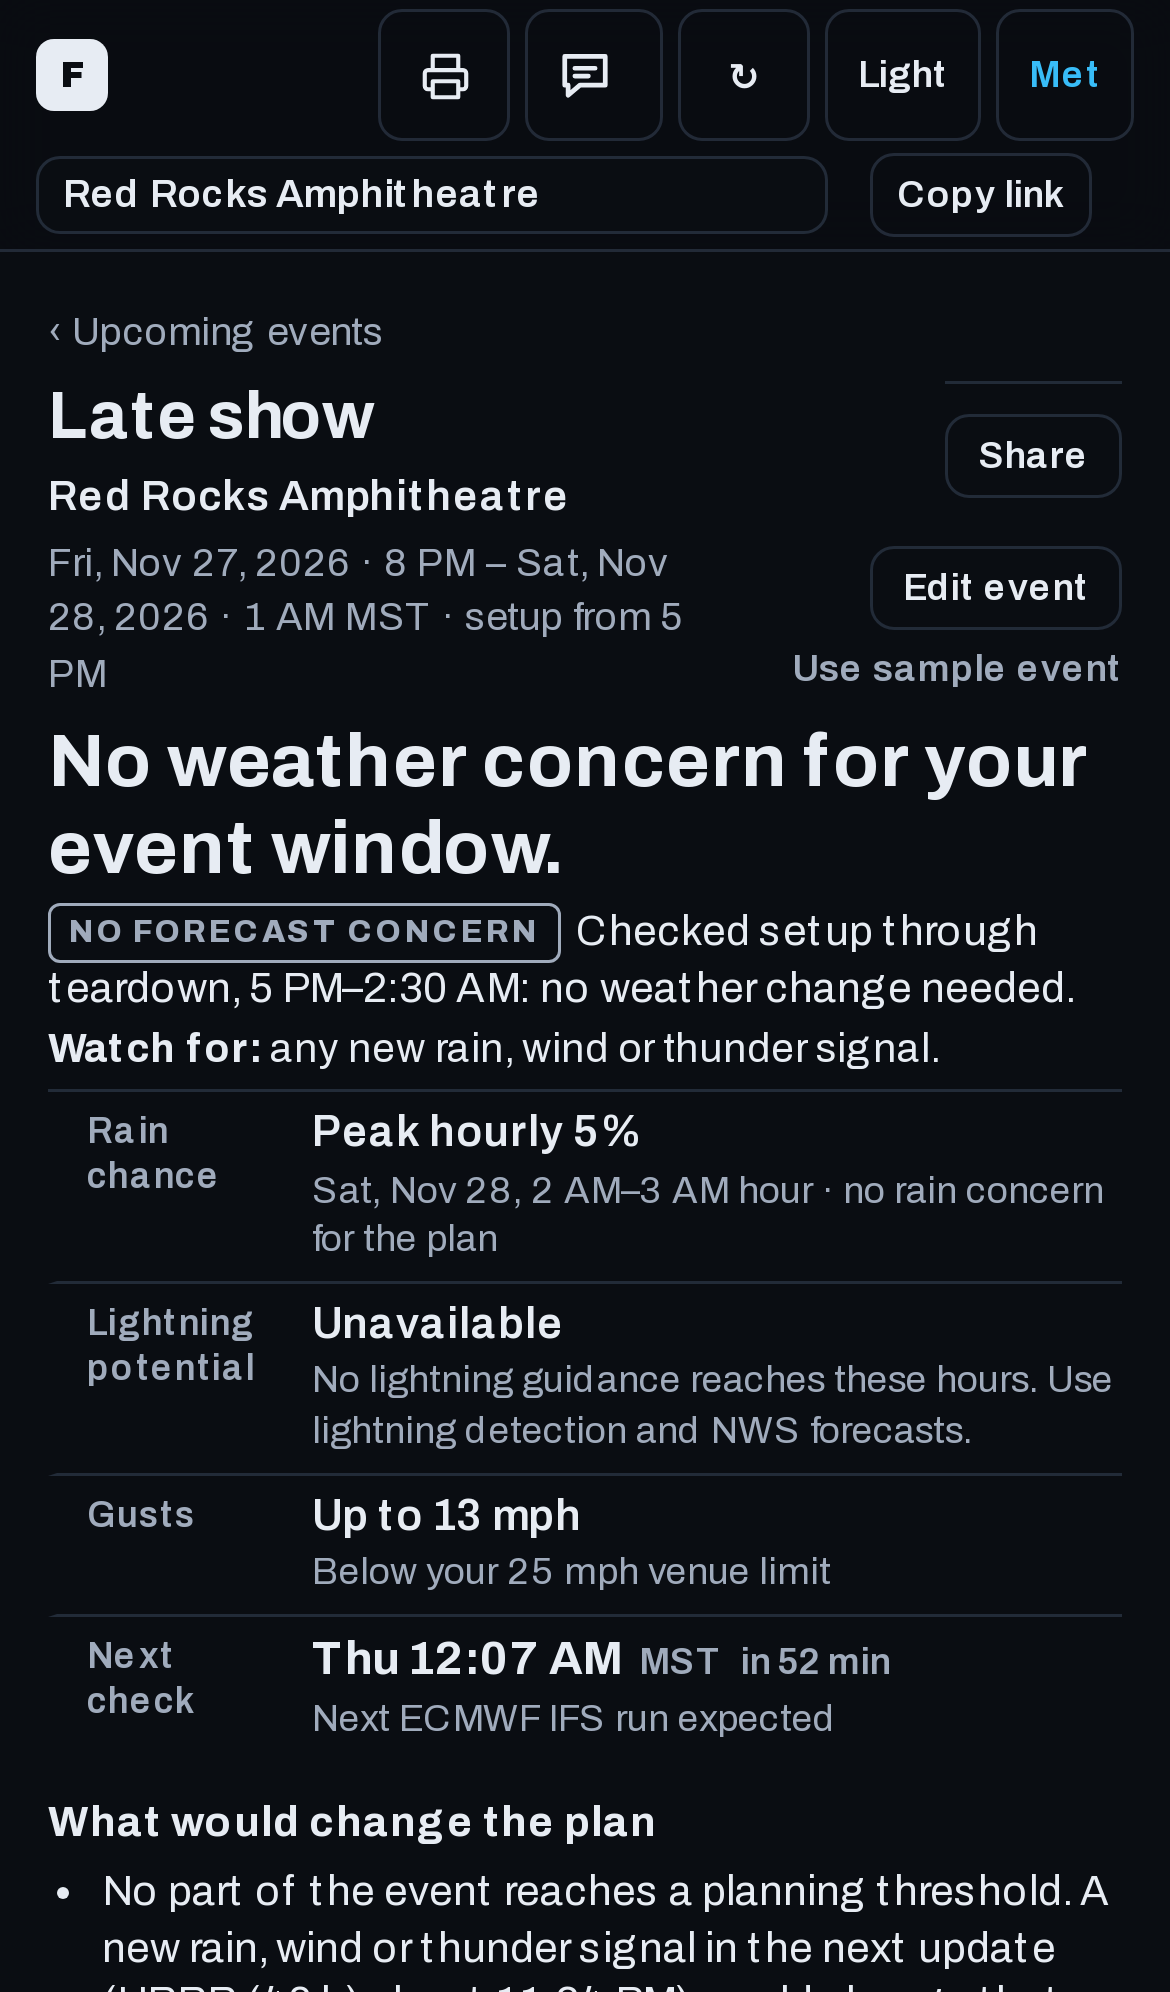 F
Light
Met
Red Rocks Amphitheatre
Copy link
‹ Upcoming events
Late show
Share
Red Rocks Amphitheatre
Fri, Nov 27, 2026 · 8 PM – Sat, Nov
28, 2026 · 1 AM MST · setup from 5
PM
Edit event
Use sample event
No weather concern for your
event window.
NO FORECAST CONCERN Checked setup through
teardown, 5 PM–2:30 AM: no weather change needed.
Watch for: any new rain, wind or thunder signal.
Rain
chance
Peak hourly 5%
Sat, Nov 28, 2 AM–3 AM hour · no rain concern
for the plan
Lightning
potential
Unavailable
No lightning guidance reaches these hours. Use
lightning detection and NWS forecasts.
Gusts
Up to 13 mph
Below your 25 mph venue limit
Next
check
Thu 12:07 AM MST in 52 min
Next ECMWF IFS run expected
What would change the plan
• No part of the event reaches a planning threshold. A
new rain, wind or thunder signal in the next update